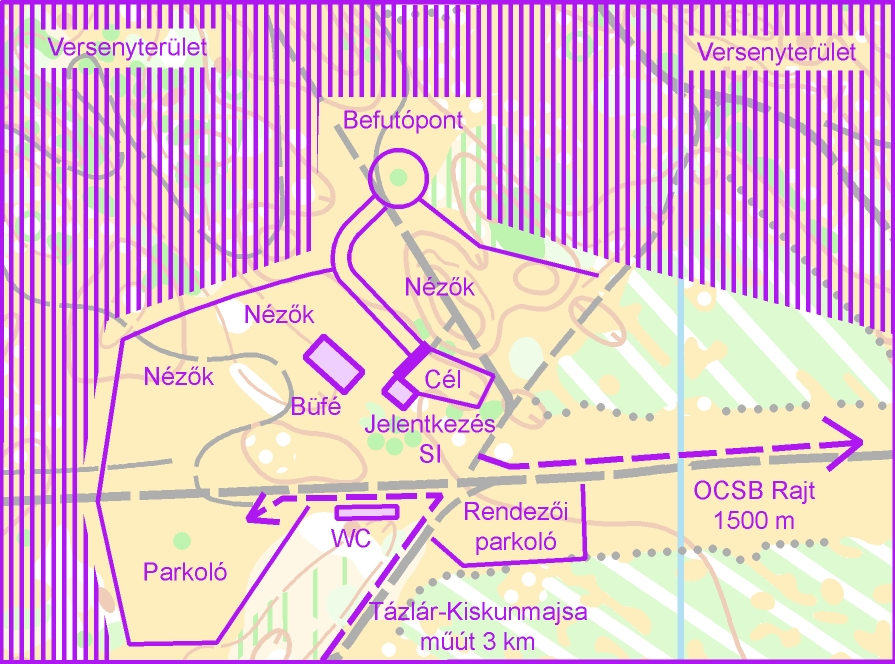 Versenyterület
Versenyterület
Befutópont
Nézők
Nézők
Nézők
Cél
Büfé
Jelentkezés
SI
OCSB Rajt
1500 m
Rendezői
parkoló
WC
Parkoló
Tázlár-Kiskunmajsa
műút 3 km